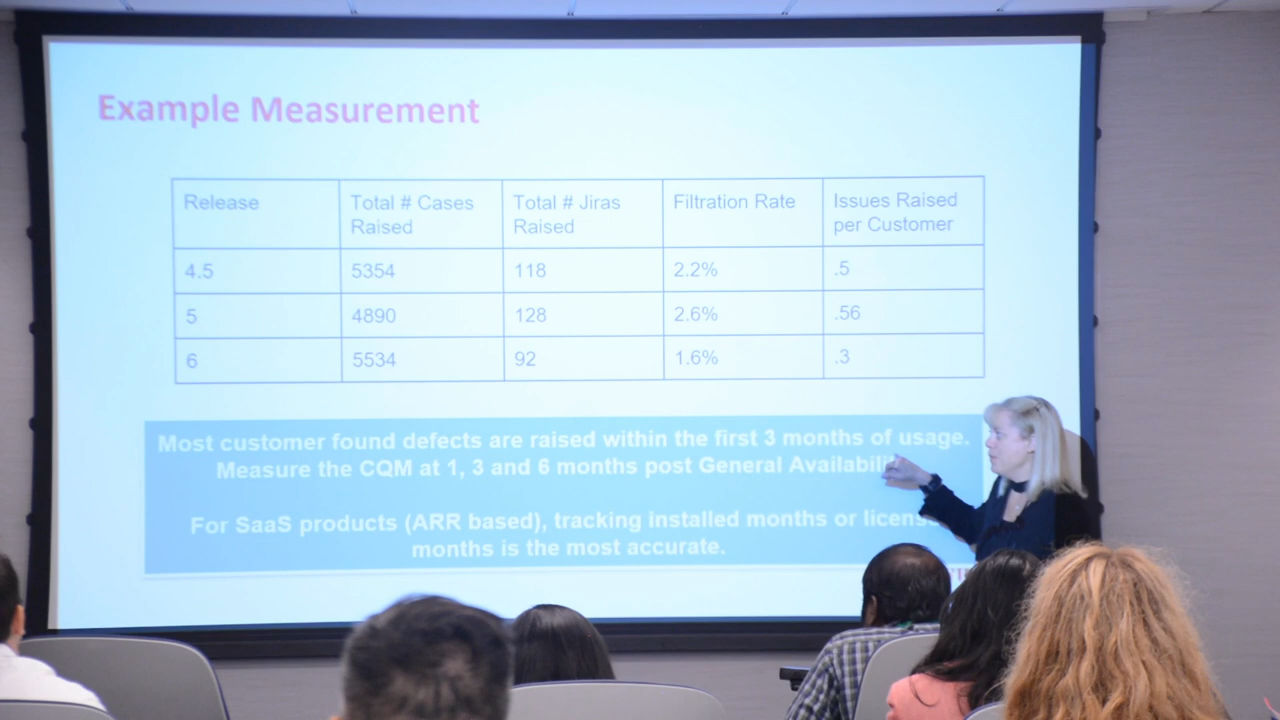 Example Measurement
Release
Total # Cases
Raised
Total # Jiras
Raised
Filtration Rate
Issues Raised
per Customer
4.5
5354
118
2.2%
.5
5
4890
128
2.6%
.56
6
5534
92
1.6%
.3
Most customer found defects are raised within the first 3 months of usage.
Measure the CQM at 1, 3 and 6 months post General
For SaaS products (ARR based), tracking installed months or
months is the most accurate.